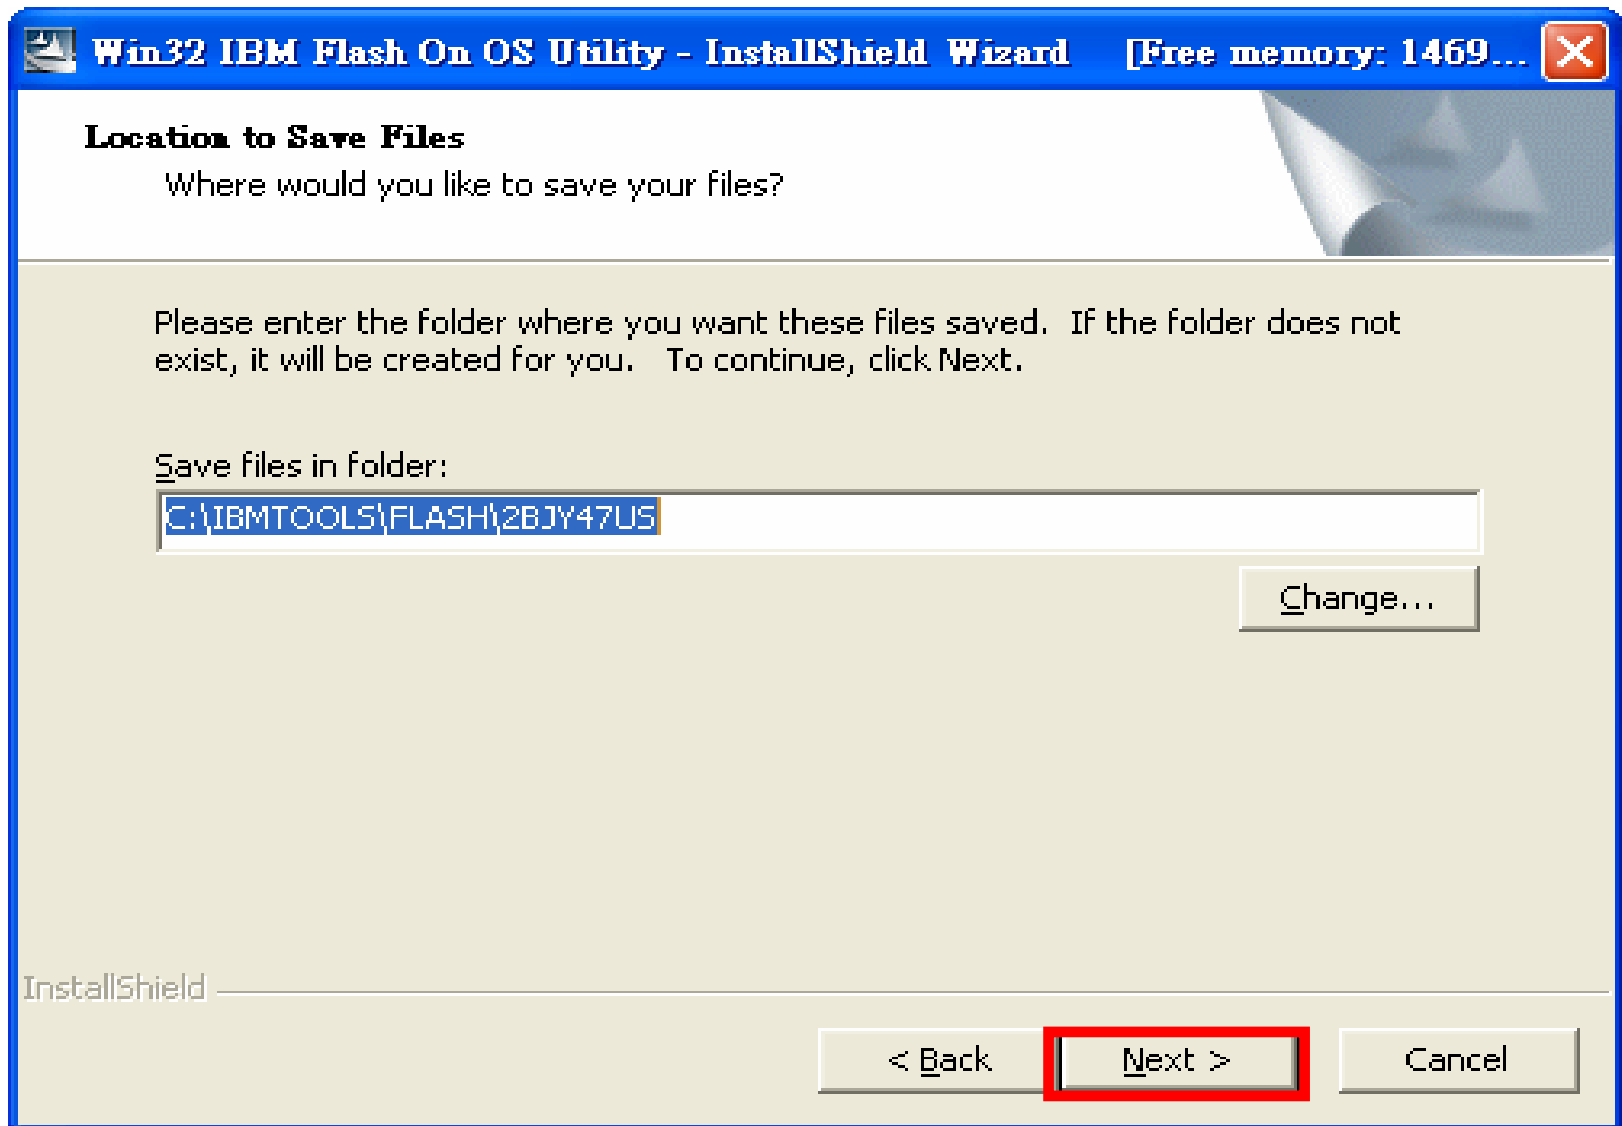 Win32 IBM Flash On OS Utility - InstallShield Wizard [Free memory: 1469...
Location to Save Files
Where would you like to save your files?
Please enter the folder where you want these files saved. If the folder does not
exist, it will be created for you. To continue, click Next.
Save files in folder:
C:\IBMTOOLS\FLASH\2BJY47US
Change...
InstallShield
< Back
Next >
Cancel